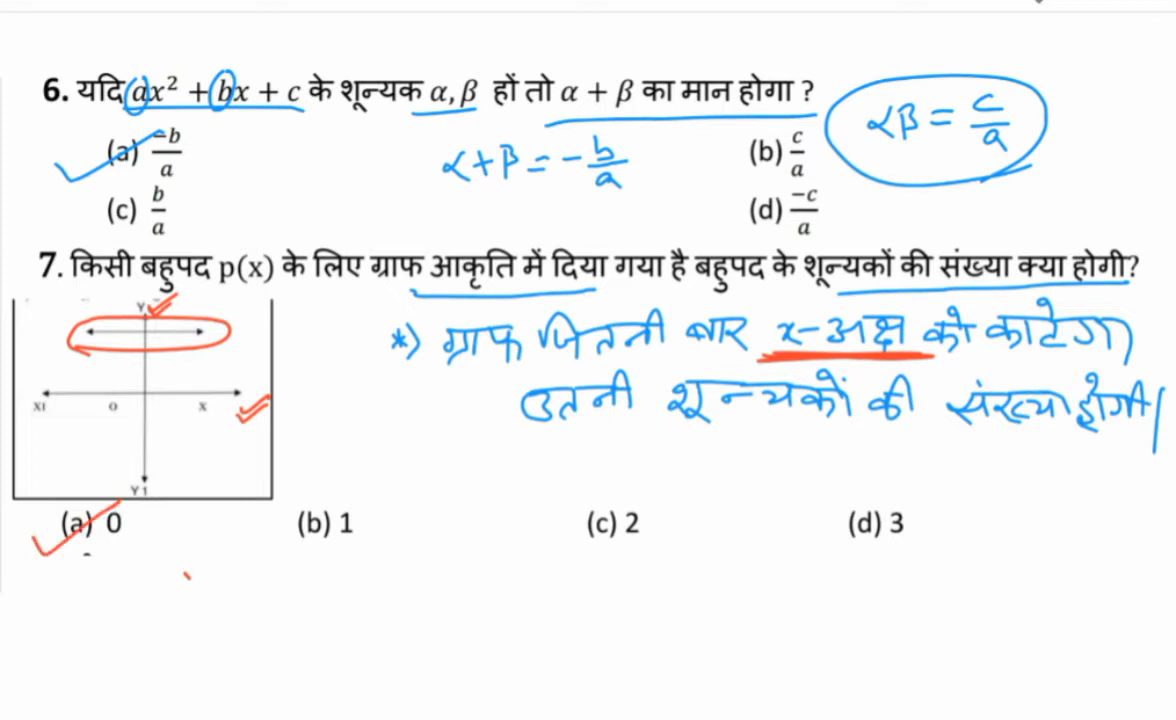 6. यदि ax² + bx + c के शून्यक α, β हों तो α + β का मान होगा ?
αβ = c/a
(a) -b/a
α+β = -b/a
(b) c/a
(c) b/a
(d) -c/a
7. किसी बहुपद p(x) के लिए ग्राफ आकृति में दिया गया है बहुपद के शून्यकों की संख्या क्या होगी?
Y
X1 O X
Y1
*) ग्राफ जितनी बार x-अक्ष को काटेगा
उतनी शून्यकों की संख्या होगी|
(a) 0 (b) 1 (c) 2 (d) 3